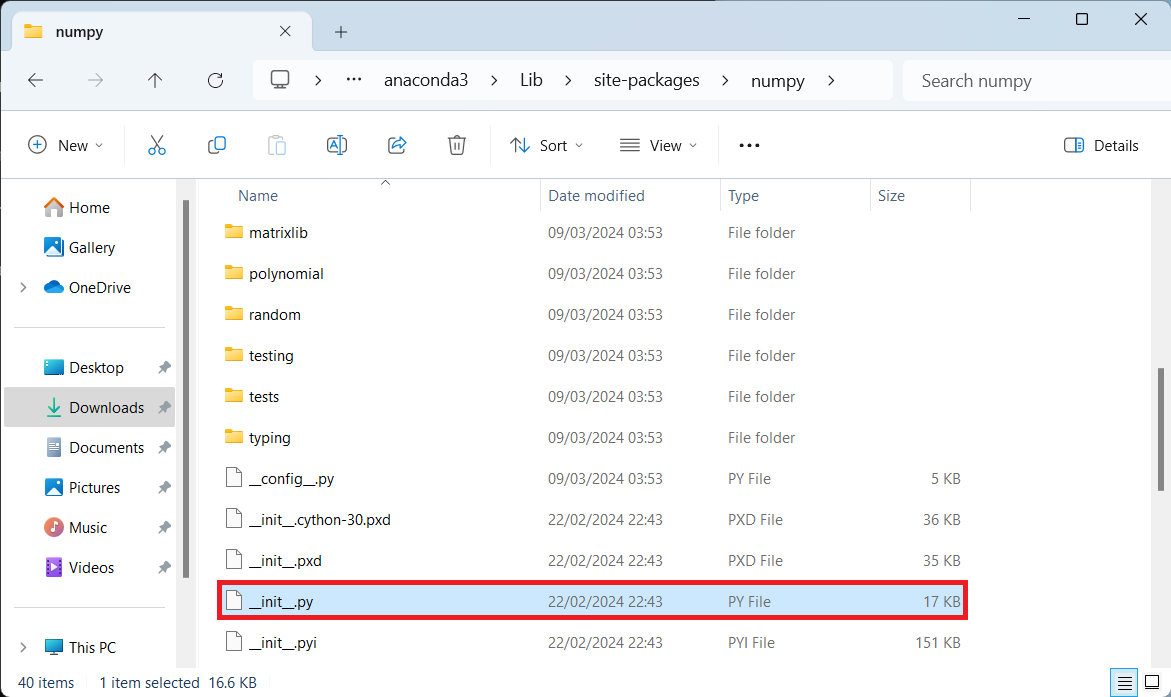 numpy
anaconda3 Lib site-packages numpy Search numpy
New Sort View Details
Name Date modified Type Size
Home
Gallery
OneDrive
Desktop
Downloads
Documents
Pictures
Music
Videos
This PC
matrixlib 09/03/2024 03:53 File folder
polynomial 09/03/2024 03:53 File folder
random 09/03/2024 03:53 File folder
testing 09/03/2024 03:53 File folder
tests 09/03/2024 03:53 File folder
typing 09/03/2024 03:53 File folder
__config__.py 09/03/2024 03:53 PY File 5 KB
__init__.cython-30.pxd 22/02/2024 22:43 PXD File 36 KB
__init__.pxd 22/02/2024 22:43 PXD File 35 KB
__init__.py 22/02/2024 22:43 PY File 17 KB
__init__.pyi 22/02/2024 22:43 PYI File 151 KB
40 items 1 item selected 16.6 KB